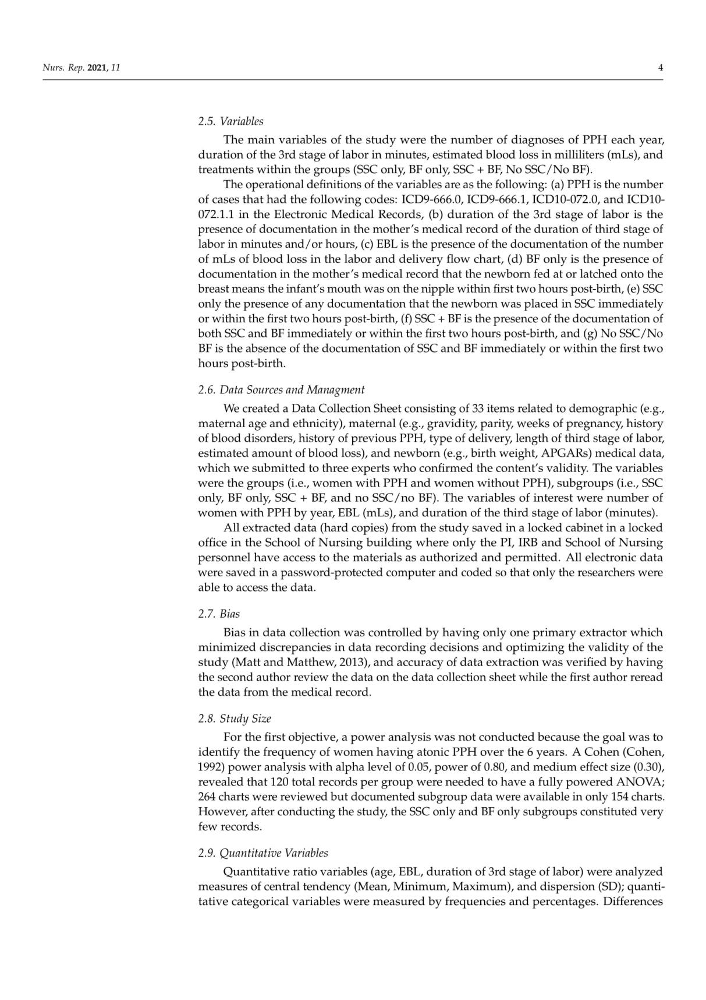 Nurs. Rep. 2021, 11
4
2.5. Variables
The main variables of the study were the number of diagnoses of PPH each year,
duration of the 3rd stage of labor in minutes, estimated blood loss in milliliters (mLs), and
treatments within the groups (SSC only, BF only, SSC + BF, No SSC/No BF).
The operational definitions of the variables are as the following: (a) PPH is the number
of cases that had the following codes: ICD9-666.0, ICD9-666.1, ICD10-072.0, and ICD10-
072.1.1 in the Electronic Medical Records, (b) duration of the 3rd stage of labor is the
presence of documentation in the mother's medical record of the duration of third stage of
labor in minutes and/or hours, (c) EBL is the presence of the documentation of the number
of mLs of blood loss in the labor and delivery flow chart, (d) BF only is the presence of
documentation in the mother's medical record that the newborn fed at or latched onto the
breast means the infant's mouth was on the nipple within first two hours post-birth, (e) SSC
only the presence of any documentation that the newborn was placed in SSC immediately
or within the first two hours post-birth, (f) SSC + BF is the presence of the documentation of
both SSC and BF immediately or within the first two hours post-birth, and (g) No SSC/No
BF is the absence of the documentation of SSC and BF immediately or within the first two
hours post-birth.
2.6. Data Sources and Managment
We created a Data Collection Sheet consisting of 33 items related to demographic (e.g.,
maternal age and ethnicity), maternal (e.g., gravidity, parity, weeks of pregnancy, history
of blood disorders, history of previous PPH, type of delivery, length of third stage of labor,
estimated amount of blood loss), and newborn (e.g., birth weight, APGARs) medical data,
which we submitted to three experts who confirmed the content's validity. The variables
were the groups (i.e., women with PPH and women without PPH), subgroups (i.e., SSC
only, BF only, SSC + BF, and no SSC/no BF). The variables of interest were number of
women with PPH by year, EBL (mLs), and duration of the third stage of labor (minutes).
All extracted data (hard copies) from the study saved in a locked cabinet in a locked
office in the School of Nursing building where only the PI, IRB and School of Nursing
personnel have access to the materials as authorized and permitted. All electronic data
were saved in a password-protected computer and coded so that only the researchers were
able to access the data.
2.7. Bias
Bias in data collection was controlled by having only one primary extractor which
minimized discrepancies in data recording decisions and optimizing the validity of the
study (Matt and Matthew, 2013), and accuracy of data extraction was verified by having
the second author review the data on the data collection sheet while the first author reread
the data from the medical record.
2.8. Study Size
For the first objective, a power analysis was not conducted because the goal was to
identify the frequency of women having atonic PPH over the 6 years. A Cohen (Cohen,
1992) power analysis with alpha level of 0.05, power of 0.80, and medium effect size (0.30),
revealed that 120 total records per group were needed to have a fully powered ANOVA;
264 charts were reviewed but documented subgroup data were available in only 154 charts.
However, after conducting the study, the SSC only and BF only subgroups constituted very
few records.
2.9. Quantitative Variables
Quantitative ratio variables (age, EBL, duration of 3rd stage of labor) were analyzed
measures of central tendency (Mean, Minimum, Maximum), and dispersion (SD); quanti-
tative categorical variables were measured by frequencies and percentages. Differences